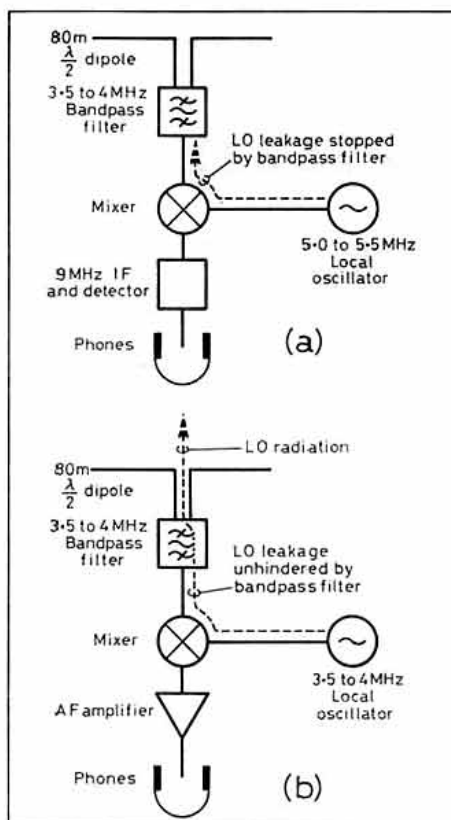 80m
λ/2 dipole
3·5 to 4MHz
Bandpass
filter
LO leakage stopped
by bandpass filter
Mixer
5·0 to 5·5MHz
Local
oscillator
9MHz IF
and detector
Phones
(a)
LO radiation
80m
λ/2 dipole
3·5 to 4MHz
Bandpass
filter
LO leakage
unhindered by
bandpass filter
Mixer
3·5 to 4MHz
Local
oscillator
AF amplifier
Phones
(b)